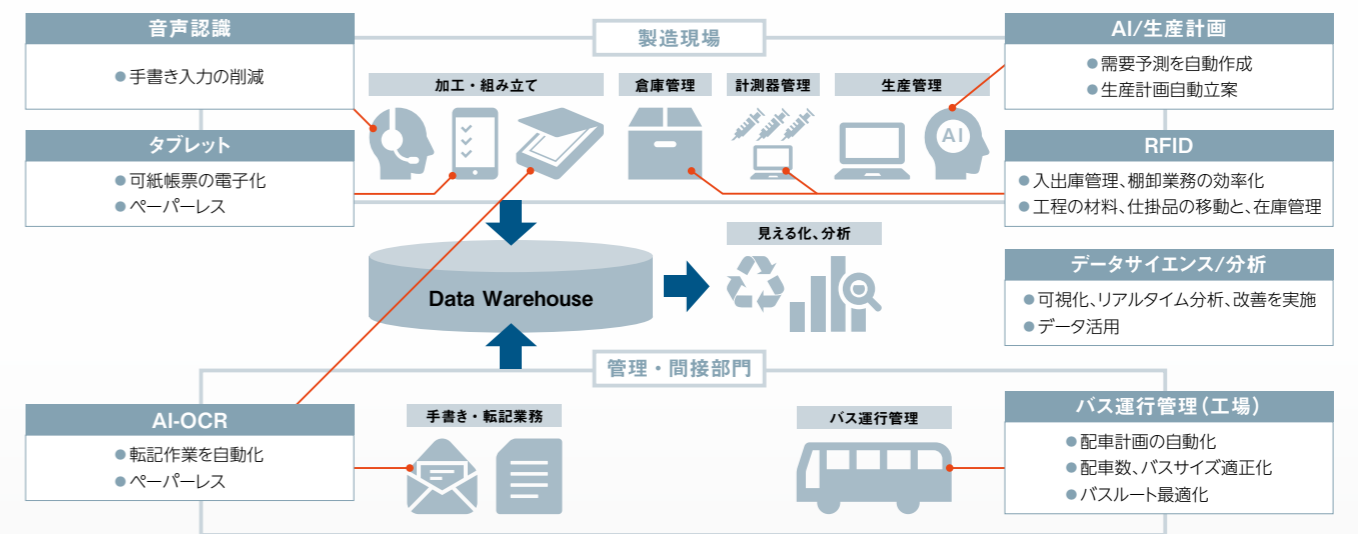 製造現場
音声認識
●手書き入力の削減
タブレット
●可紙帳票の電子化
●ペーパーレス
加工・組み立て
倉庫管理
計測器管理
生産管理
AI
AI/生産計画
●需要予測を自動作成
●生産計画自動立案
RFID
●入出庫管理、棚卸業務の効率化
●工程の材料、仕掛品の移動と、在庫管理
Data Warehouse
見える化、分析
データサイエンス/分析
●可視化、リアルタイム分析、改善を実施
●データ活用
管理・間接部門
AI-OCR
●転記作業を自動化
●ペーパーレス
手書き・転記業務
バス運行管理
バス運行管理(工場)
●配車計画の自動化
●配車数、バスサイズ適正化
●バスルート最適化